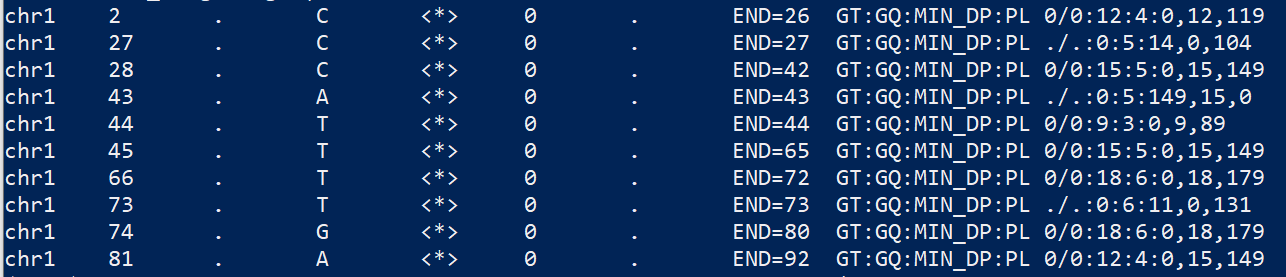 chr1 2 . C <*> 0 . END=26 GT:GQ:MIN_DP:PL 0/0:12:4:0,12,119
chr1 27 . C <*> 0 . END=27 GT:GQ:MIN_DP:PL ./.:0:5:14,0,104
chr1 28 . C <*> 0 . END=42 GT:GQ:MIN_DP:PL 0/0:15:5:0,15,149
chr1 43 . A <*> 0 . END=43 GT:GQ:MIN_DP:PL ./.:0:5:149,15,0
chr1 44 . T <*> 0 . END=44 GT:GQ:MIN_DP:PL 0/0:9:3:0,9,89
chr1 45 . T <*> 0 . END=65 GT:GQ:MIN_DP:PL 0/0:15:5:0,15,149
chr1 66 . T <*> 0 . END=72 GT:GQ:MIN_DP:PL 0/0:18:6:0,18,179
chr1 73 . T <*> 0 . END=73 GT:GQ:MIN_DP:PL ./.:0:6:11,0,131
chr1 74 . G <*> 0 . END=80 GT:GQ:MIN_DP:PL 0/0:18:6:0,18,179
chr1 81 . A <*> 0 . END=92 GT:GQ:MIN_DP:PL 0/0:12:4:0,15,149